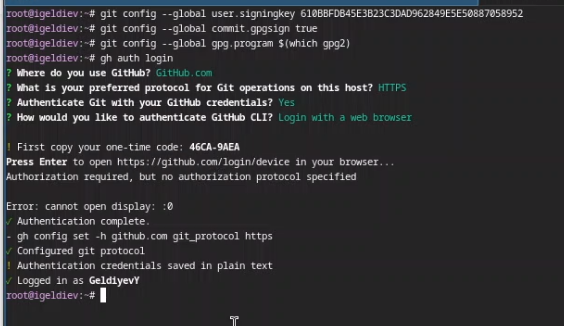 root@igeldiev:~# git config --global user.signingkey 610BBFDB45E3B23C3DAD962849E5E50887058952
root@igeldiev:~# git config --global commit.gpgsign true
root@igeldiev:~# git config --global gpg.program $(which gpg2)
root@igeldiev:~# gh auth login
? Where do you use GitHub? GitHub.com
? What is your preferred protocol for Git operations on this host? HTTPS
? Authenticate Git with your GitHub credentials? Yes
? How would you like to authenticate GitHub CLI? Login with a web browser
! First copy your one-time code: 46CA-9AEA
Press Enter to open https://github.com/login/device in your browser...
Authorization required, but no authorization protocol specified
Error: cannot open display: :0
✓ Authentication complete.
- gh config set -h github.com git_protocol https
✓ Configured git protocol
! Authentication credentials saved in plain text
✓ Logged in as GeldiyevY
root@igeldiev:~#